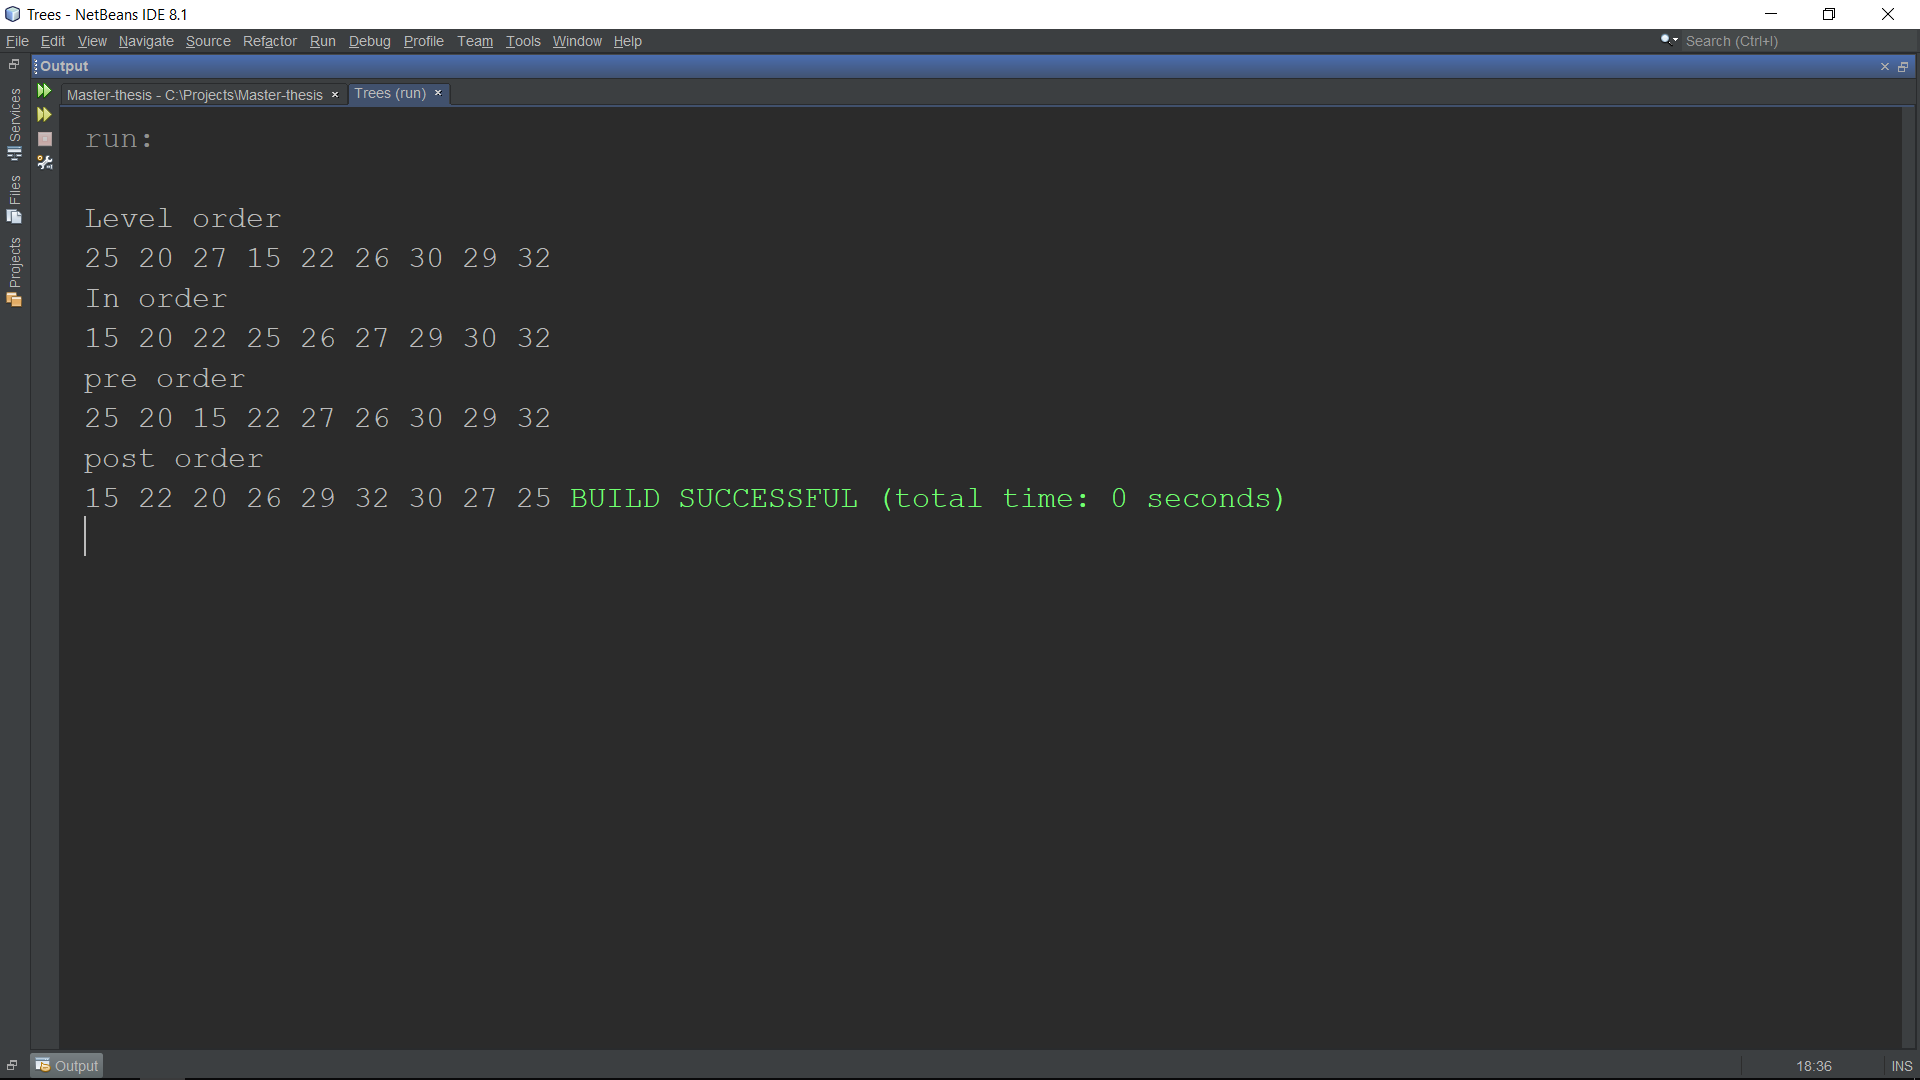 Trees - NetBeans IDE 8.1
File Edit View Navigate Source Refactor Run Debug Profile Team Tools Window Help
Search (Ctrl+I)
Output
Master-thesis - C:\Projects\Master-thesis
Trees (run)
Services
Files
Projects
run:
Level order
25 20 27 15 22 26 30 29 32
In order
15 20 22 25 26 27 29 30 32
pre order
25 20 15 22 27 26 30 29 32
post order
15 22 20 26 29 32 30 27 25 BUILD SUCCESSFUL (total time: 0 seconds)
Output
18:36
INS